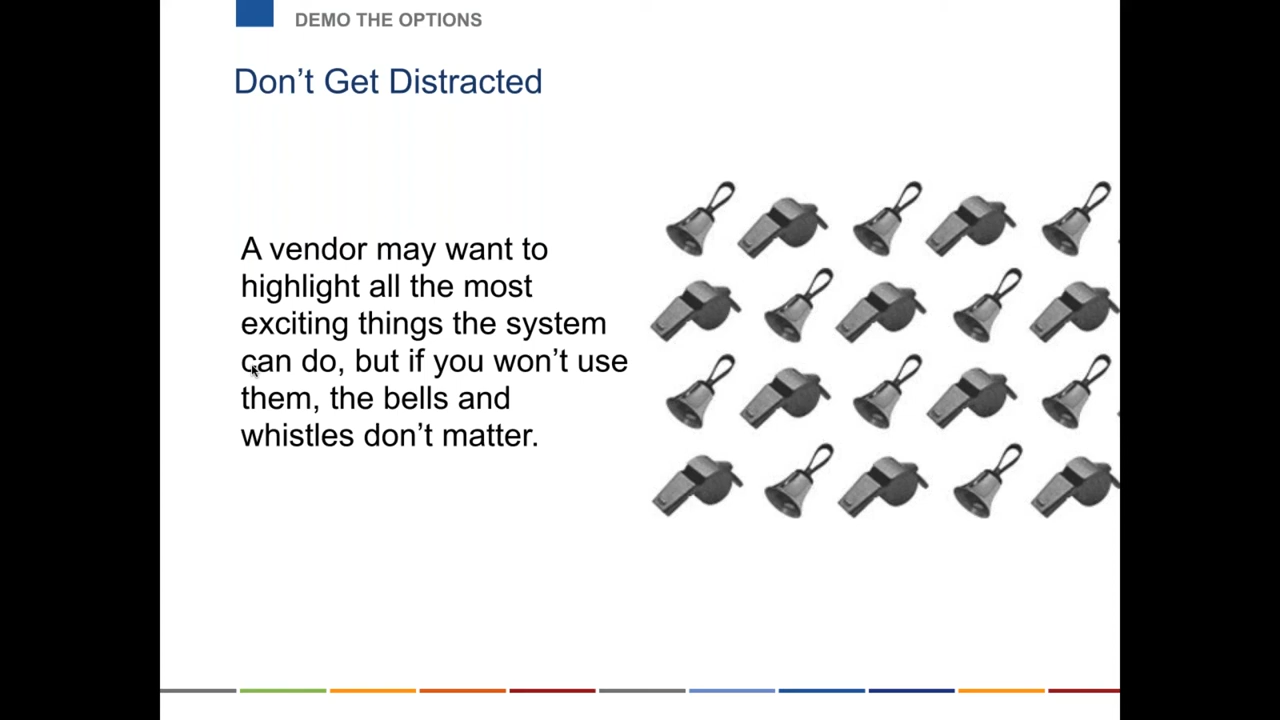 DEMO THE OPTIONS
Don’t Get Distracted
A vendor may want to
highlight all the most
exciting things the system
can do, but if you won’t use
them, the bells and
whistles don’t matter.